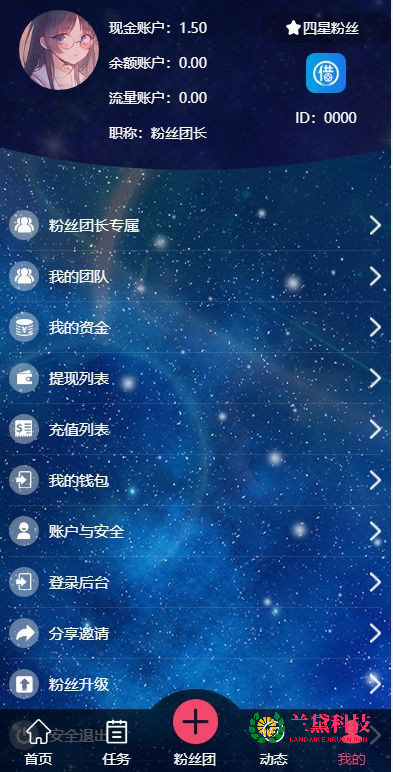 现金账户：1.50
四星粉丝
余额账户：0.00
借
流量账户：0.00
ID：0000
职称：粉丝团长
粉丝团长专属
我的团队
我的资金
提现列表
充值列表
我的钱包
账户与安全
登录后台
分享邀请
粉丝升级
安全退出
兰黛科技
首页
任务
粉丝团
动态
我的